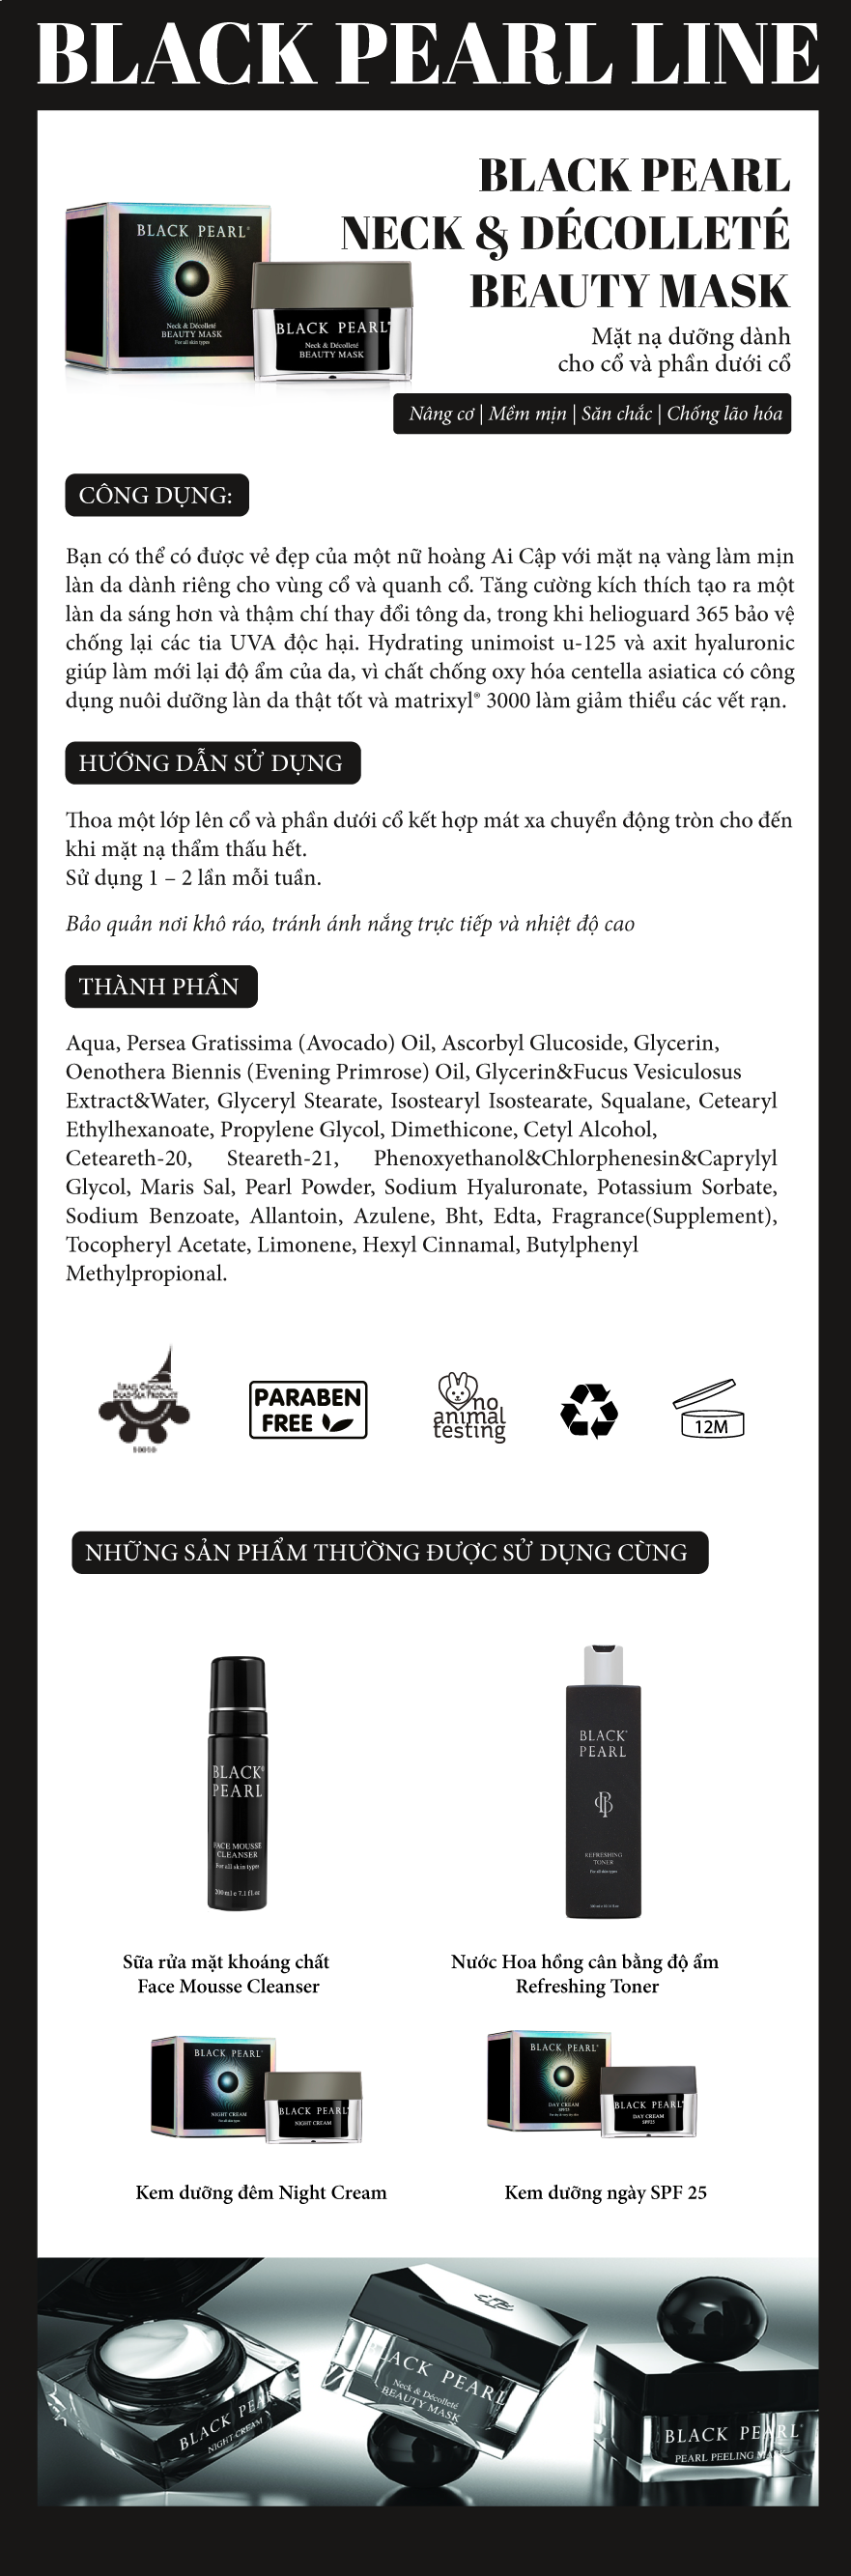 BLACK PEARL LINE
BLACK PEARL
NECK & DÉCOLLETÉ
BEAUTY MASK
Mặt nạ dưỡng dành
cho cổ và phần dưới cổ
Nâng cơ | Mềm mịn | Săn chắc | Chống lão hóa
BLACK PEARL®
Neck & Décolleté
BEAUTY MASK
For all skin types
BLACK PEARL®
Neck & Décolleté
BEAUTY MASK
CÔNG DỤNG:
Bạn có thể có được vẻ đẹp của một nữ hoàng Ai Cập với mặt nạ vàng làm mịn
làn da dành riêng cho vùng cổ và quanh cổ. Tăng cường kích thích tạo ra một
làn da sáng hơn và thậm chí thay đổi tông da, trong khi helioguard 365 bảo vệ
chống lại các tia UVA độc hại. Hydrating unimoist u-125 và axit hyaluronic
giúp làm mới lại độ ẩm của da, vì chất chống oxy hóa centella asiatica có công
dụng nuôi dưỡng làn da thật tốt và matrixyl® 3000 làm giảm thiểu các vết rạn.
HƯỚNG DẪN SỬ DỤNG
Thoa một lớp lên cổ và phần dưới cổ kết hợp mát xa chuyển động tròn cho đến
khi mặt nạ thẩm thấu hết.
Sử dụng 1 – 2 lần mỗi tuần.
Bảo quản nơi khô ráo, tránh ánh nắng trực tiếp và nhiệt độ cao
THÀNH PHẦN
Aqua, Persea Gratissima (Avocado) Oil, Ascorbyl Glucoside, Glycerin,
Oenothera Biennis (Evening Primrose) Oil, Glycerin&Fucus Vesiculosus
Extract&Water, Glyceryl Stearate, Isostearyl Isostearate, Squalane, Cetearyl
Ethylhexanoate, Propylene Glycol, Dimethicone, Cetyl Alcohol,
Ceteareth-20, Steareth-21, Phenoxyethanol&Chlorphenesin&Caprylyl
Glycol, Maris Sal, Pearl Powder, Sodium Hyaluronate, Potassium Sorbate,
Sodium Benzoate, Allantoin, Azulene, Bht, Edta, Fragrance(Supplement),
Tocopheryl Acetate, Limonene, Hexyl Cinnamal, Butylphenyl
Methylpropional.
Israel Original
Dead-Sea Product
PARABEN
FREE
no
animal
testing
12M
NHỮNG SẢN PHẨM THƯỜNG ĐƯỢC SỬ DỤNG CÙNG
BLACK®
PEARL
FACE MOUSSE
CLEANSER
For all skin types
200 ml e 7.1 fl.oz
BLACK®
PEARL
REFRESHING
TONER
For all skin types
Sữa rửa mặt khoáng chất
Face Mousse Cleanser
Nước Hoa hồng cân bằng độ ẩm
Refreshing Toner
BLACK PEARL®
NIGHT CREAM
For all skin types
BLACK PEARL®
NIGHT CREAM
BLACK PEARL®
DAY CREAM
SPF25
BLACK PEARL®
DAY CREAM
SPF25
Kem dưỡng đêm Night Cream
Kem dưỡng ngày SPF 25
BLACK PEAR
NIGHT CREAM
ACK PEARL
Neck & Décolleté
BEAUTY MASK
BLACK PEARL®
PEARL PEELING MASK